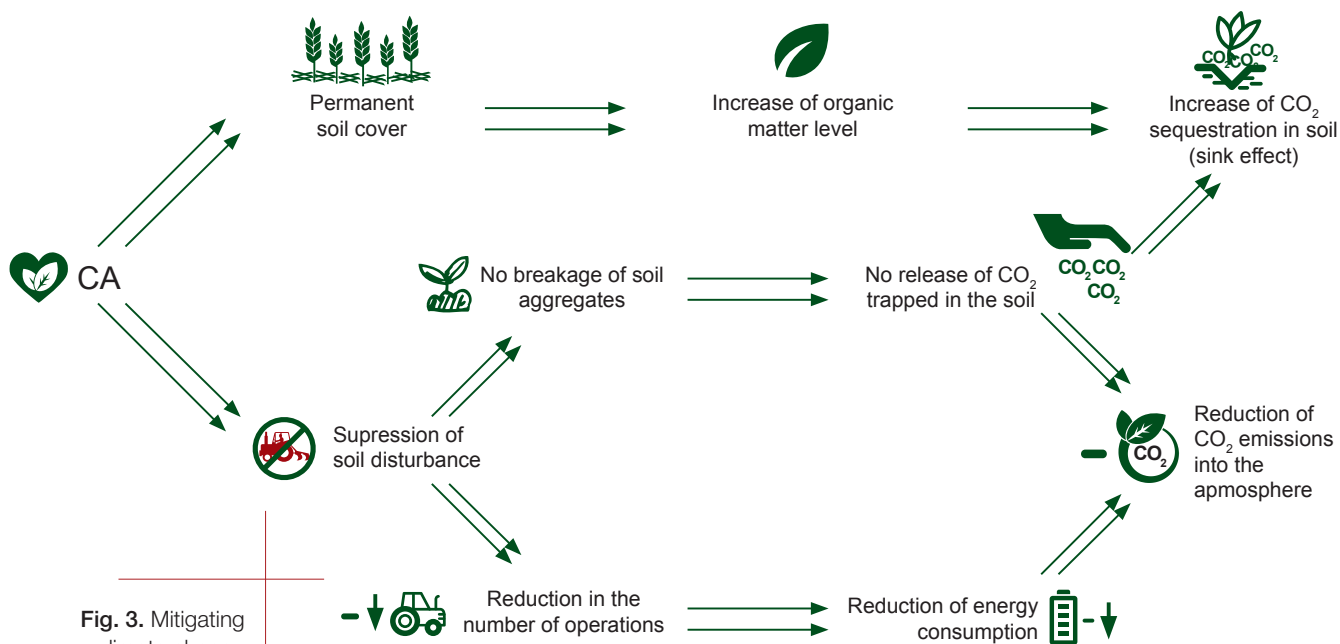 CO₂ CO₂ CO₂
Permanent
soil cover
Increase of organic
matter level
Increase of CO₂
sequestration in soil
(sink effect)
CA
No breakage of soil
aggregates
No release of CO₂
trapped in the soil
CO₂CO₂
CO₂
Supression of
soil disturbance
CO₂
Reduction of
CO₂ emissions
into the
apmosphere
Reduction in the
number of operations
Reduction of energy
consumption
Fig. 3. Mitigating